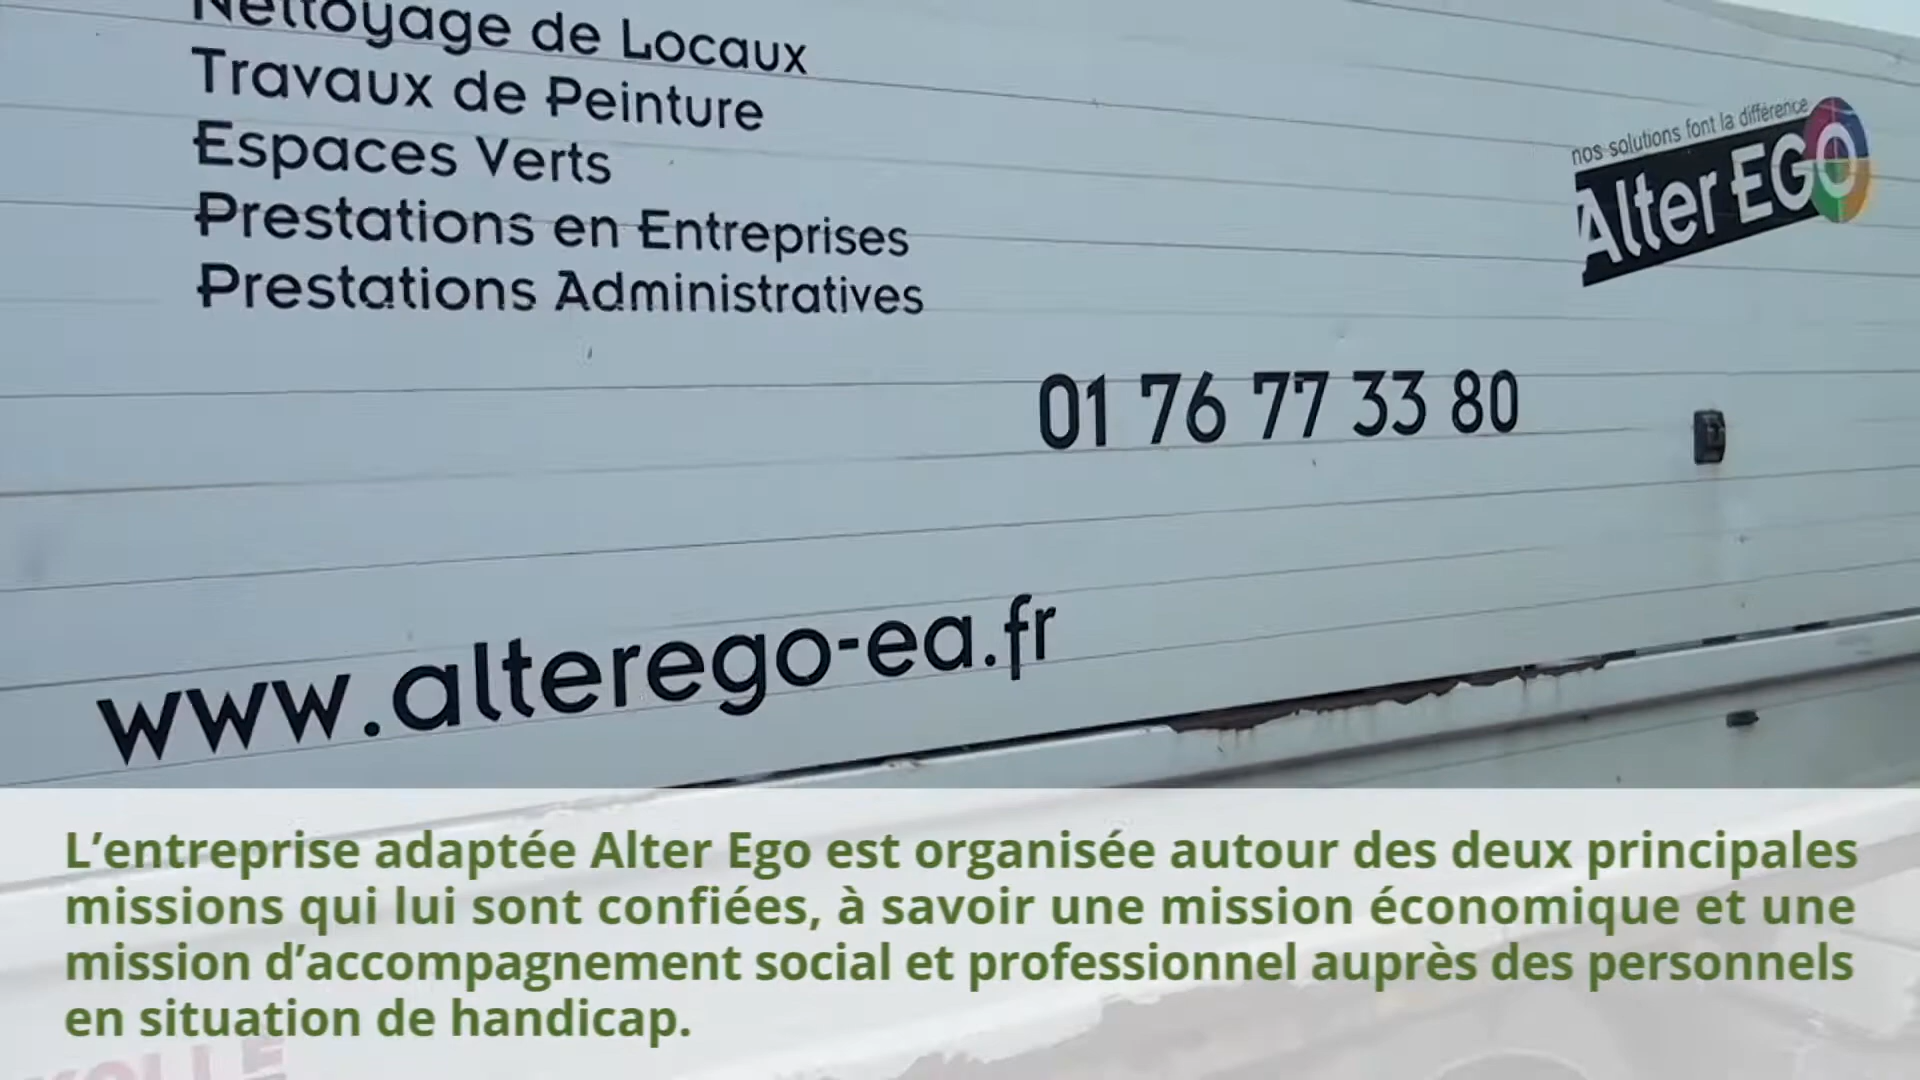 Nettoyage de Locaux
Travaux de Peinture
Espaces Verts
Prestations en Entreprises
Prestations Administratives
nos solutions font la différence
Alter EGO
01 76 77 33 80
www.alterego-ea.fr
L’entreprise adaptée Alter Ego est organisée autour des deux principales
missions qui lui sont confiées, à savoir une mission économique et une
mission d’accompagnement social et professionnel auprès des personnels
en situation de handicap.